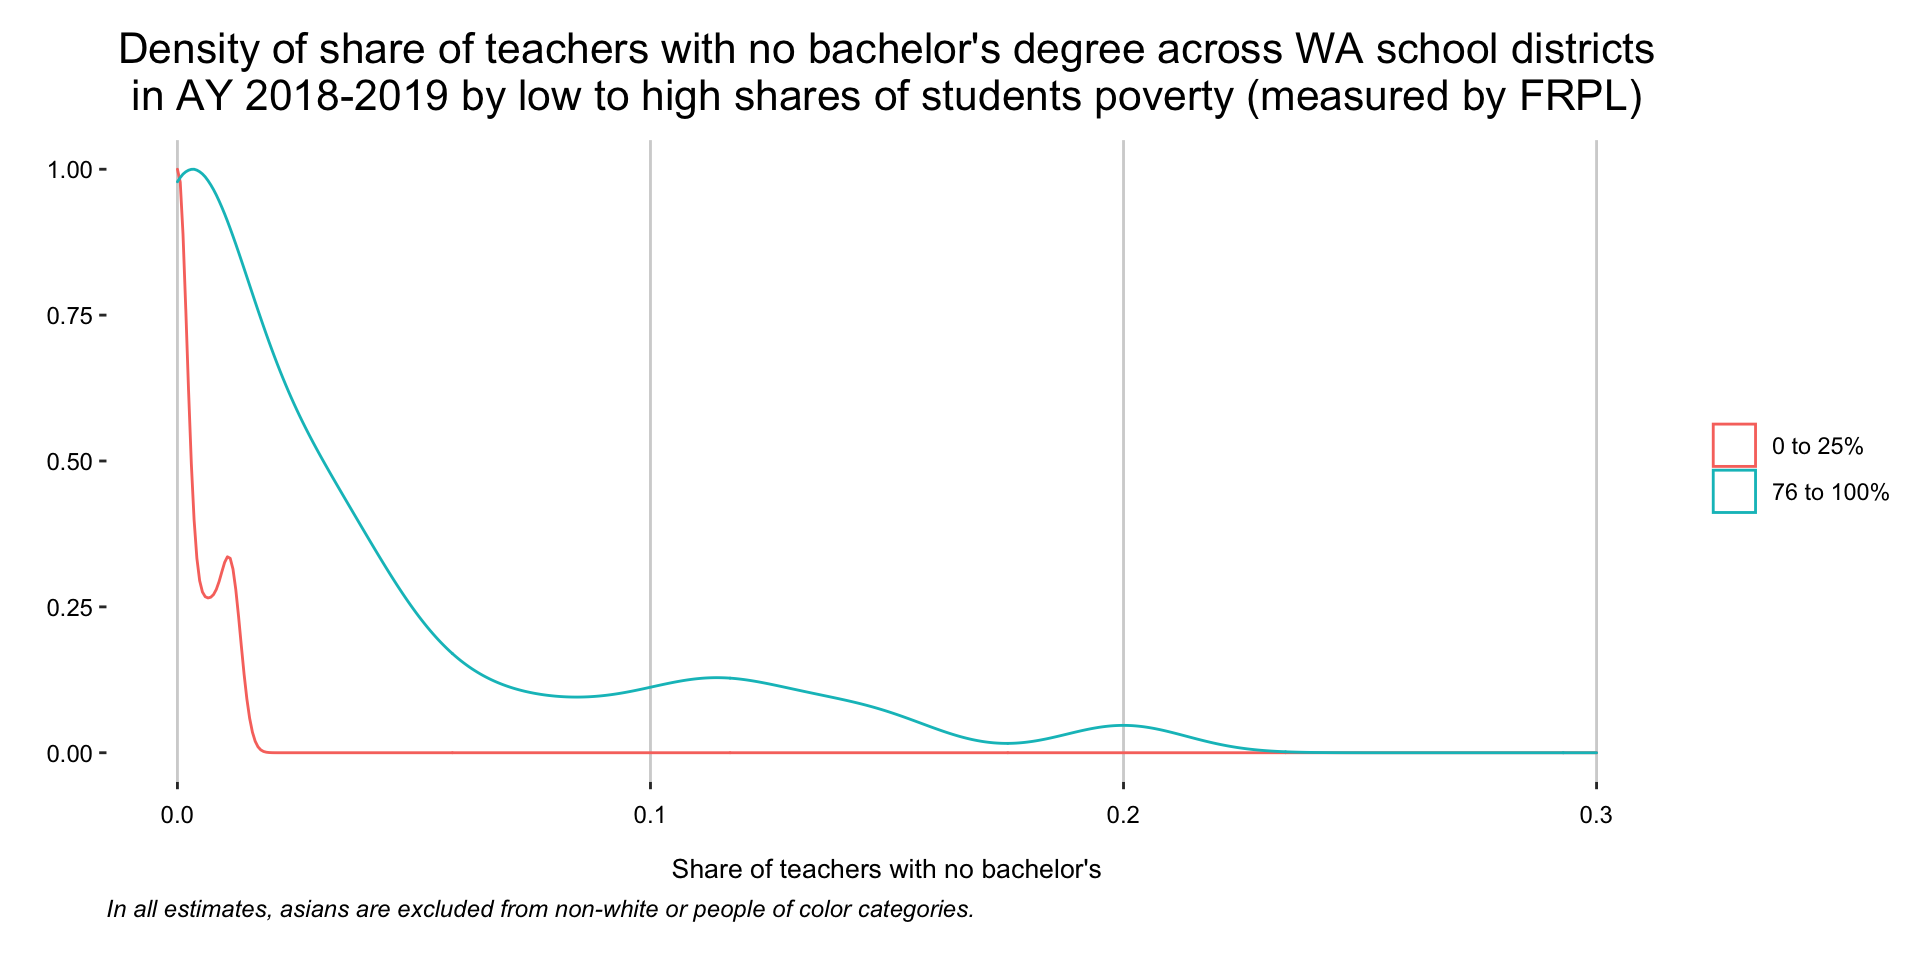 Density of share of teachers with no bachelor's degree across WA school districts
in AY 2018-2019 by low to high shares of students poverty (measured by FRPL)
1.00
0.75
0.50
0.25
0.00
0.0 0.1 0.2 0.3
Share of teachers with no bachelor's
0 to 25%
76 to 100%
In all estimates, asians are excluded from non-white or people of color categories.